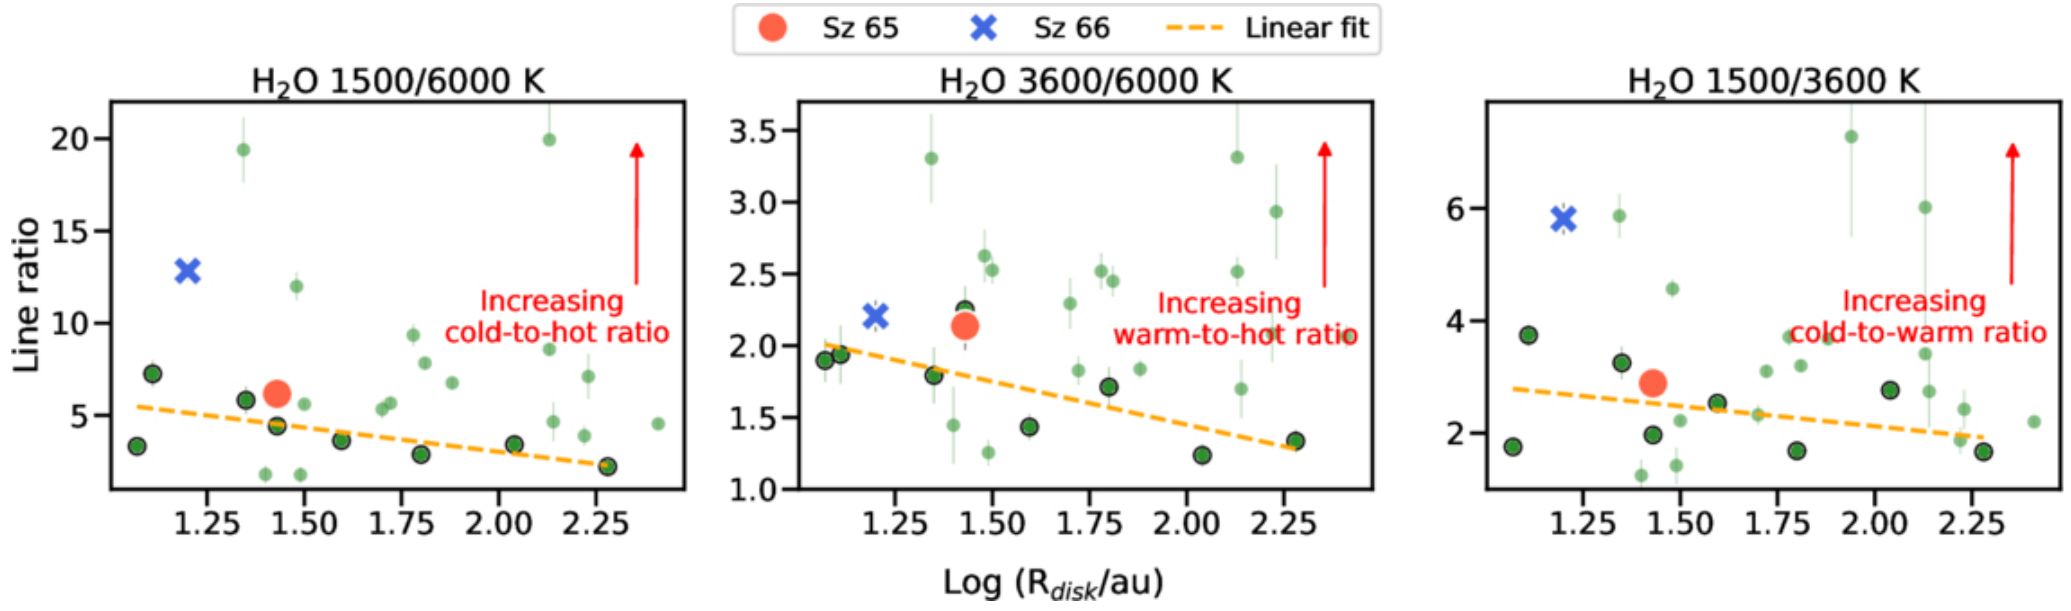 Sz 65 Sz 66 Linear fit
H₂O 1500/6000 K
H₂O 3600/6000 K
H₂O 1500/3600 K
Line ratio
20
15
10
5
Increasing
cold-to-hot ratio
1.25 1.50 1.75 2.00 2.25
3.5
3.0
2.5
2.0
1.5
1.0
Increasing
warm-to-hot ratio
1.25 1.50 1.75 2.00 2.25
6
4
2
Increasing
cold-to-warm ratio
1.25 1.50 1.75 2.00 2.25
Log (R_disk/au)